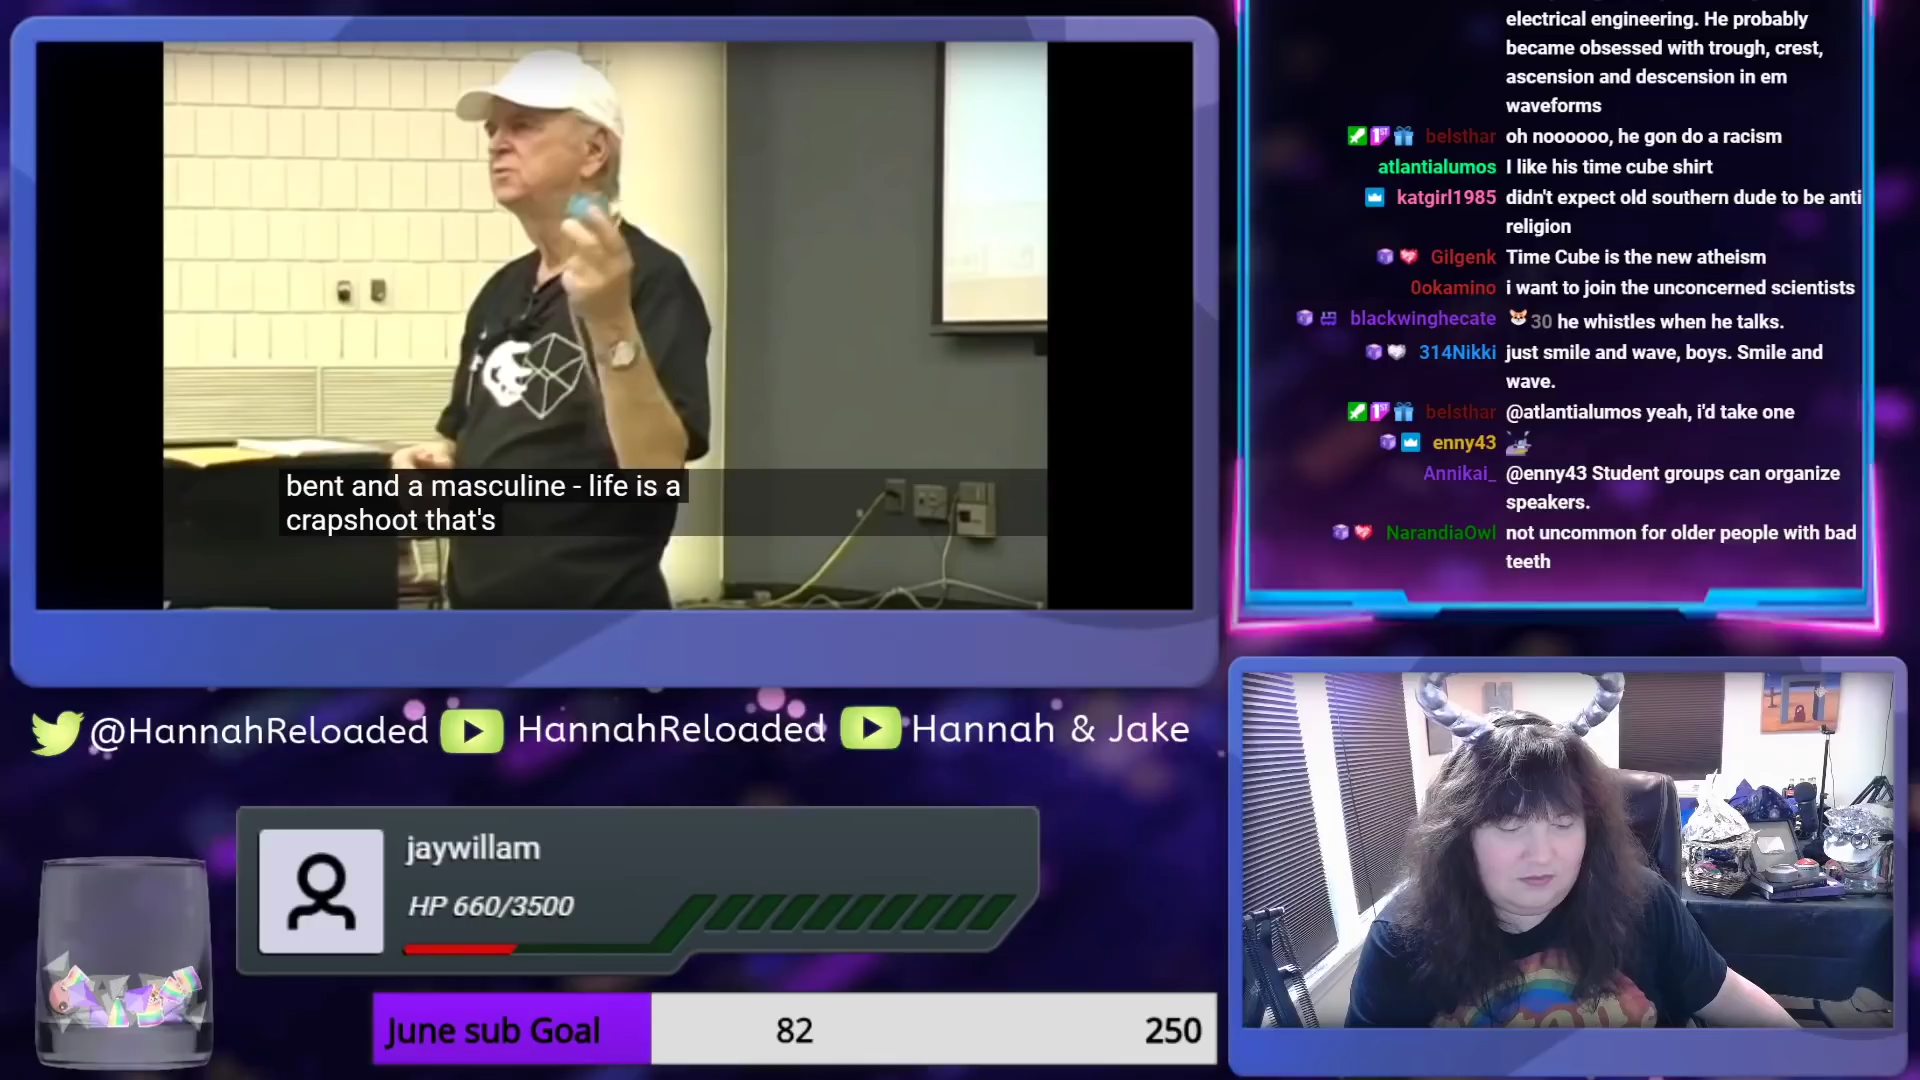 bent and a masculine - life is a
crapshoot that's
electrical engineering. He probably
became obsessed with trough, crest,
ascension and descension in em
waveforms
belsthar oh noooooo, he gon do a racism
atlantialumos I like his time cube shirt
katgirl1985 didn't expect old southern dude to be anti
religion
Gilgenk Time Cube is the new atheism
0okamino i want to join the unconcerned scientists
blackwinghecate 30 he whistles when he talks.
314Nikki just smile and wave, boys. Smile and
wave.
belsthar @atlantialumos yeah, i'd take one
enny43
Annikai_ @enny43 Student groups can organize
speakers.
NarandiaOwl not uncommon for older people with bad
teeth
@HannahReloaded HannahReloaded Hannah & Jake
jaywillam
HP 660/3500
June sub Goal 82 250